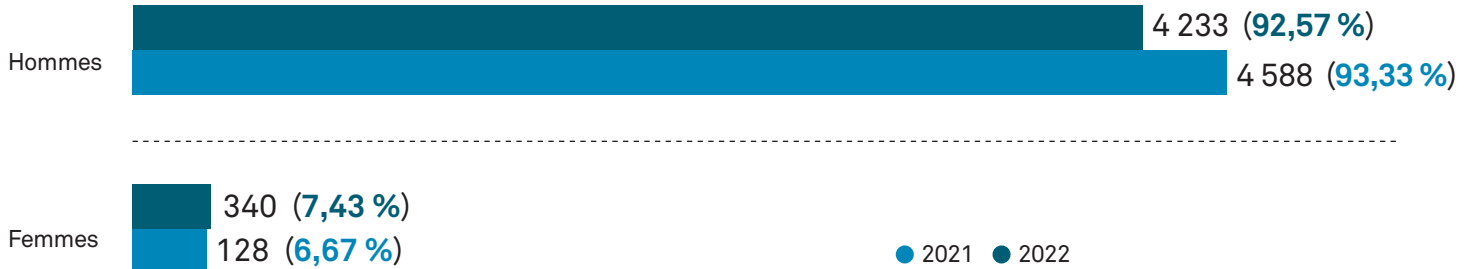 4 233 (92,57 %)
Hommes
4 588 (93,33 %)
340 (7,43 %)
Femmes
128 (6,67 %)
2021 2022